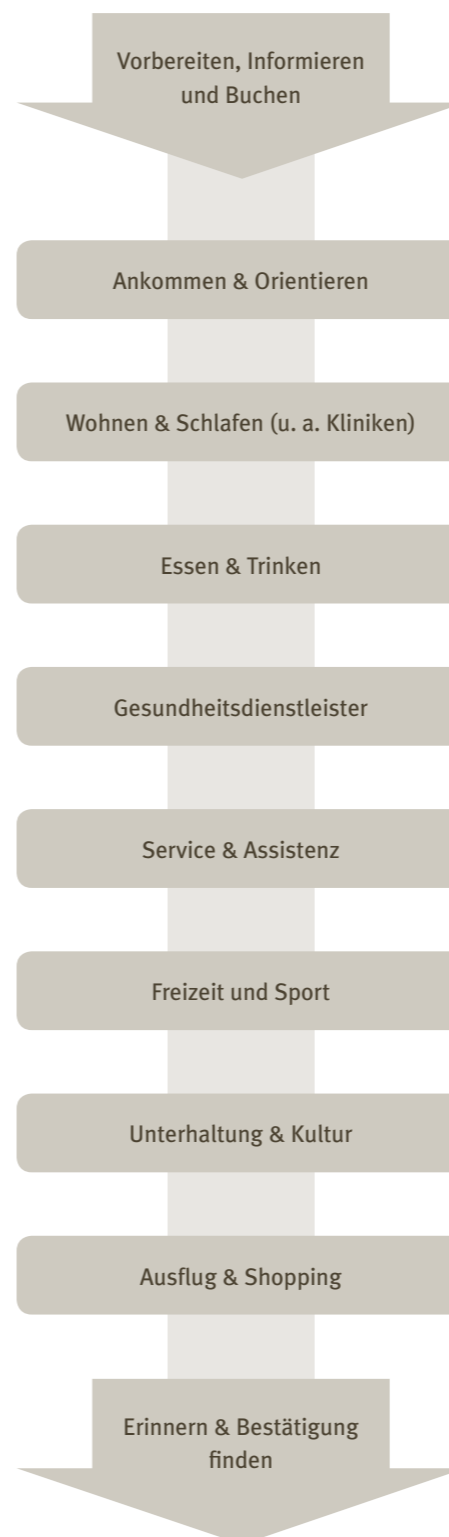 Vorbereiten, Informieren
und Buchen
Ankommen & Orientieren
Wohnen & Schlafen (u. a. Kliniken)
Essen & Trinken
Gesundheitsdienstleister
Service & Assistenz
Freizeit und Sport
Unterhaltung & Kultur
Ausflug & Shopping
Erinnern & Bestätigung
finden